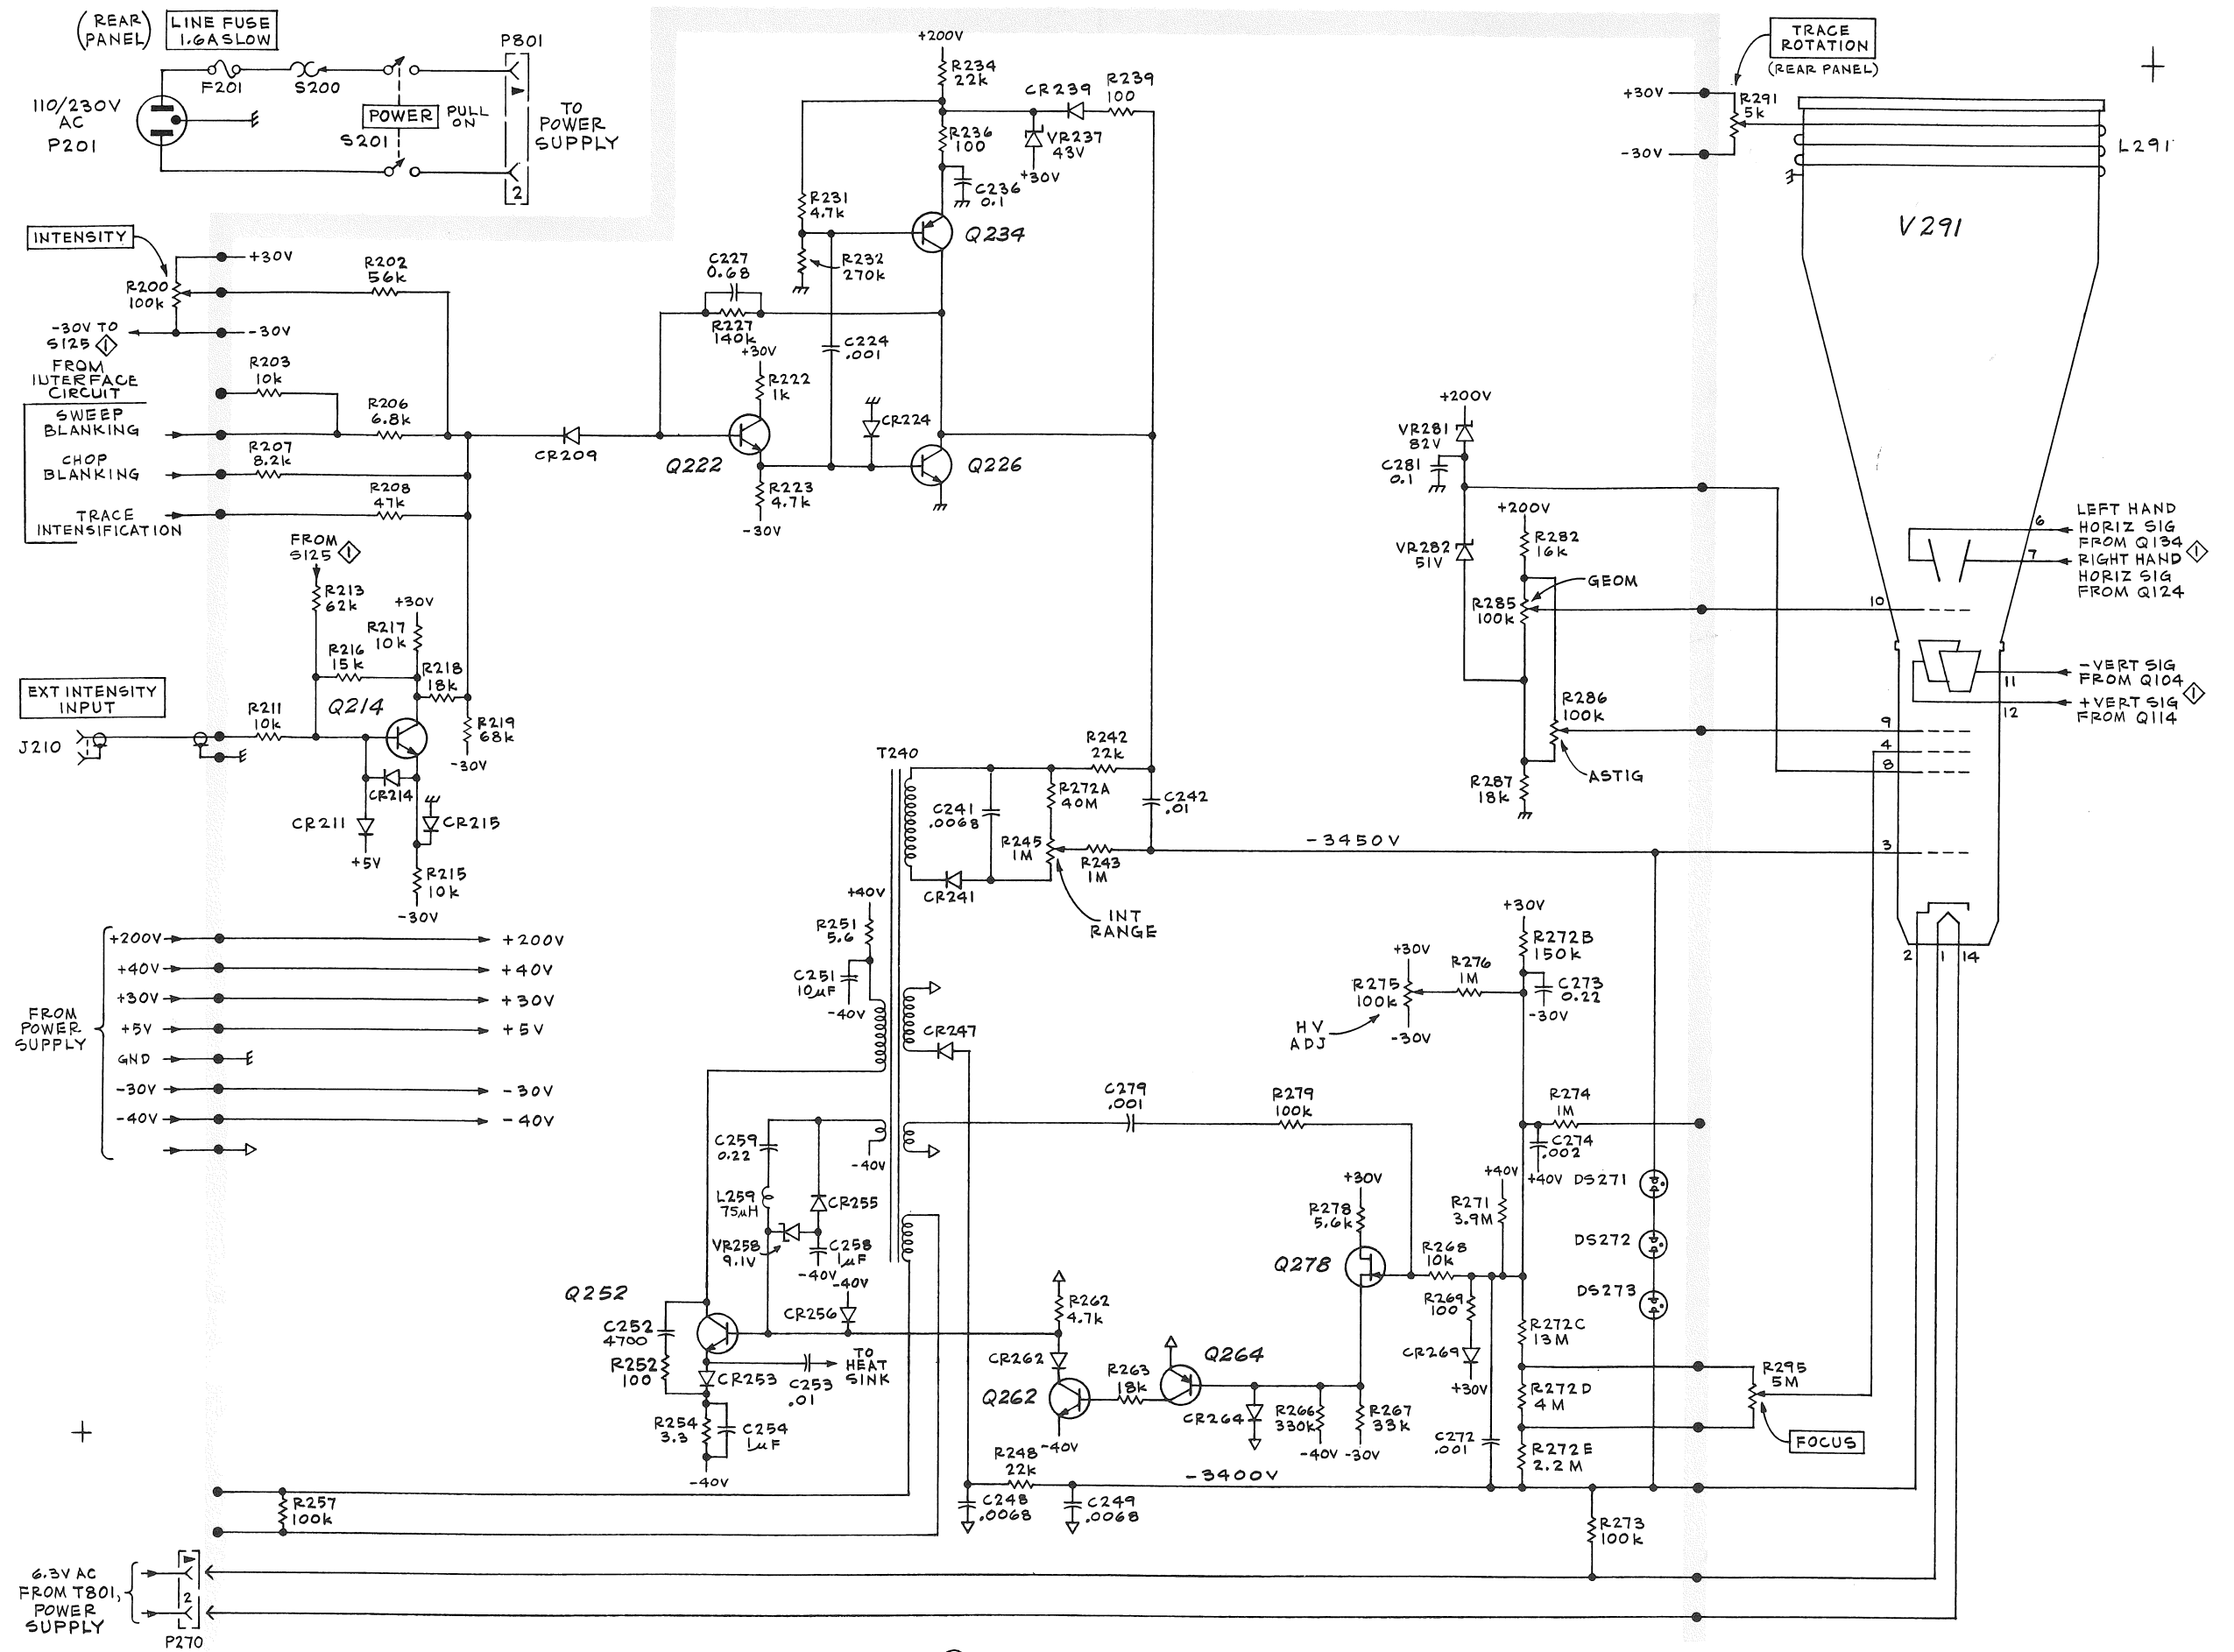 (REAR PANEL)
LINE FUSE
1.6A SLOW
P801
F201
S200
110/230V
AC
P201
POWER
PULL
ON
S201
2
TO
POWER
SUPPLY
+200V
R234
22k
CR239
R239
100
R236
100
VR237
43V
+30V
C236
0.1
R231
4.7k
Q234
R232
270k
C227
0.68
R227
140k
C224
.001
+30V
R222
1k
CR224
Q222
Q226
R223
4.7k
-30V
TRACE
ROTATION
(REAR PANEL)
+30V
R291
5k
-30V
L291
V291
INTENSITY
+30V
R200
100k
R202
56k
-30V TO
S125 1
-30V
FROM
INTERFACE
CIRCUIT
R203
10k
SWEEP
BLANKING
R206
6.8k
CR209
CHOP
BLANKING
R207
8.2k
TRACE
INTENSIFICATION
R208
47k
FROM
S125 1
R213
62k
+30V
R217
10k
R216
15k
R218
18k
Q214
EXT INTENSITY
INPUT
J210
R211
10k
R219
68k
-30V
CR214
CR211
+5V
CR215
R215
10k
-30V
+200V
VR281
82V
C281
0.1
VR282
51V
+200V
R282
16k
GEOM
R285
100k
R286
100k
ASTIG
R287
18k
LEFT HAND
HORIZ SIG
FROM Q134
6
7
RIGHT HAND 1
HORIZ SIG
FROM Q124
10
-VERT SIG
FROM Q104
11
1
+VERT SIG
FROM Q114
12
9
4
8
3
2
1
14
T240
R242
22k
C241
.0068
R272A
40M
C242
.01
R245
1M
R243
1M
CR241
INT
RANGE
-3450V
FROM
POWER
SUPPLY
+200V
+200V
+40V
+40V
+30V
+30V
+5V
+5V
GND
-30V
-30V
-40V
-40V
+40V
R251
5.6
C251
10µF
-40V
CR247
C259
0.22
-40V
L259
75µH
CR255
VR258
9.1V
C258
1µF
-40V
-40V
CR256
Q252
C252
4700
R252
100
CR253
C253
.01
TO
HEAT
SINK
R254
3.3
C254
1µF
-40V
R262
4.7k
CR262
Q262
-40V
R263
18k
Q264
CR264
R266
330k
-40V
R267
33k
-30V
C279
.001
R279
100k
+30V
R278
5.6k
Q278
R268
10k
R269
100
CR269
+30V
+40V
R271
3.9M
+30V
R272B
150k
R276
1M
C273
0.22
-30V
+30V
R275
100k
-30V
HV
ADJ
R274
1M
C274
.002
+40V
DS271
DS272
DS273
R272C
13M
R272D
4M
R272E
2.2M
C272
.001
R295
5M
FOCUS
R248
22k
C248
.0068
C249
.0068
-3400V
R273
100k
R257
100k
6.3V AC
FROM T801,
POWER
SUPPLY
2
P270